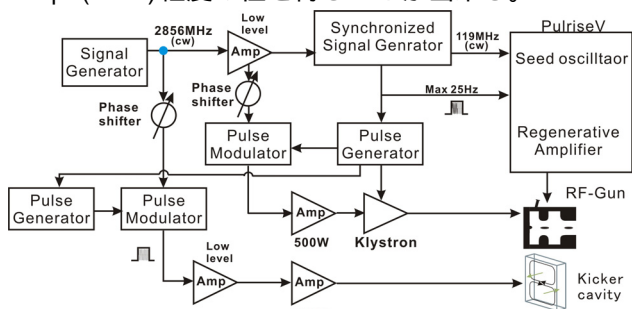 Signal
Generator
2856MHz
(cw)
Low
level
Amp
Synchronized
Signal Genrator
119MHz
(cw)
PulriseV
Seed oscilltaor
Phase
shifter
Phase
shifter
Max 25Hz
Pulse
Modulator
Pulse
Generator
Regenerative
Amplifier
Pulse
Generator
Pulse
Modulator
Amp
500W
Klystron
RF-Gun
Low
level
Amp
Amp
Kicker
cavity